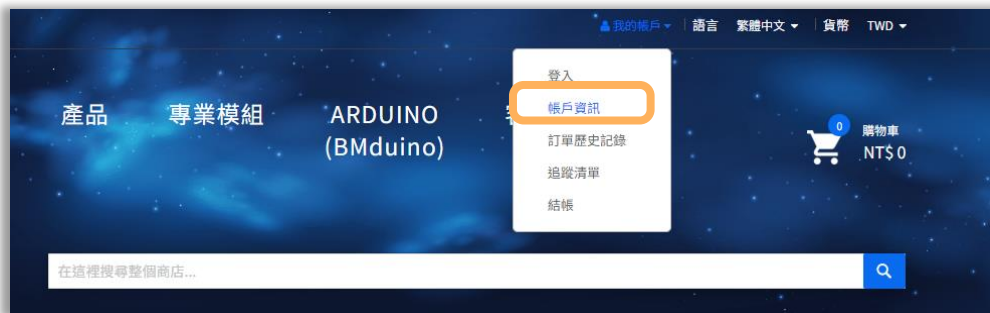 我的帳戶 語言 繁體中文 貨幣 TWD
登入
帳戶資訊
訂單歷史記錄
追蹤清單
結帳
產品 專業模組 ARDUINO
(BMduino)
0 購物車
NT$ 0
在這裡搜尋整個商店...